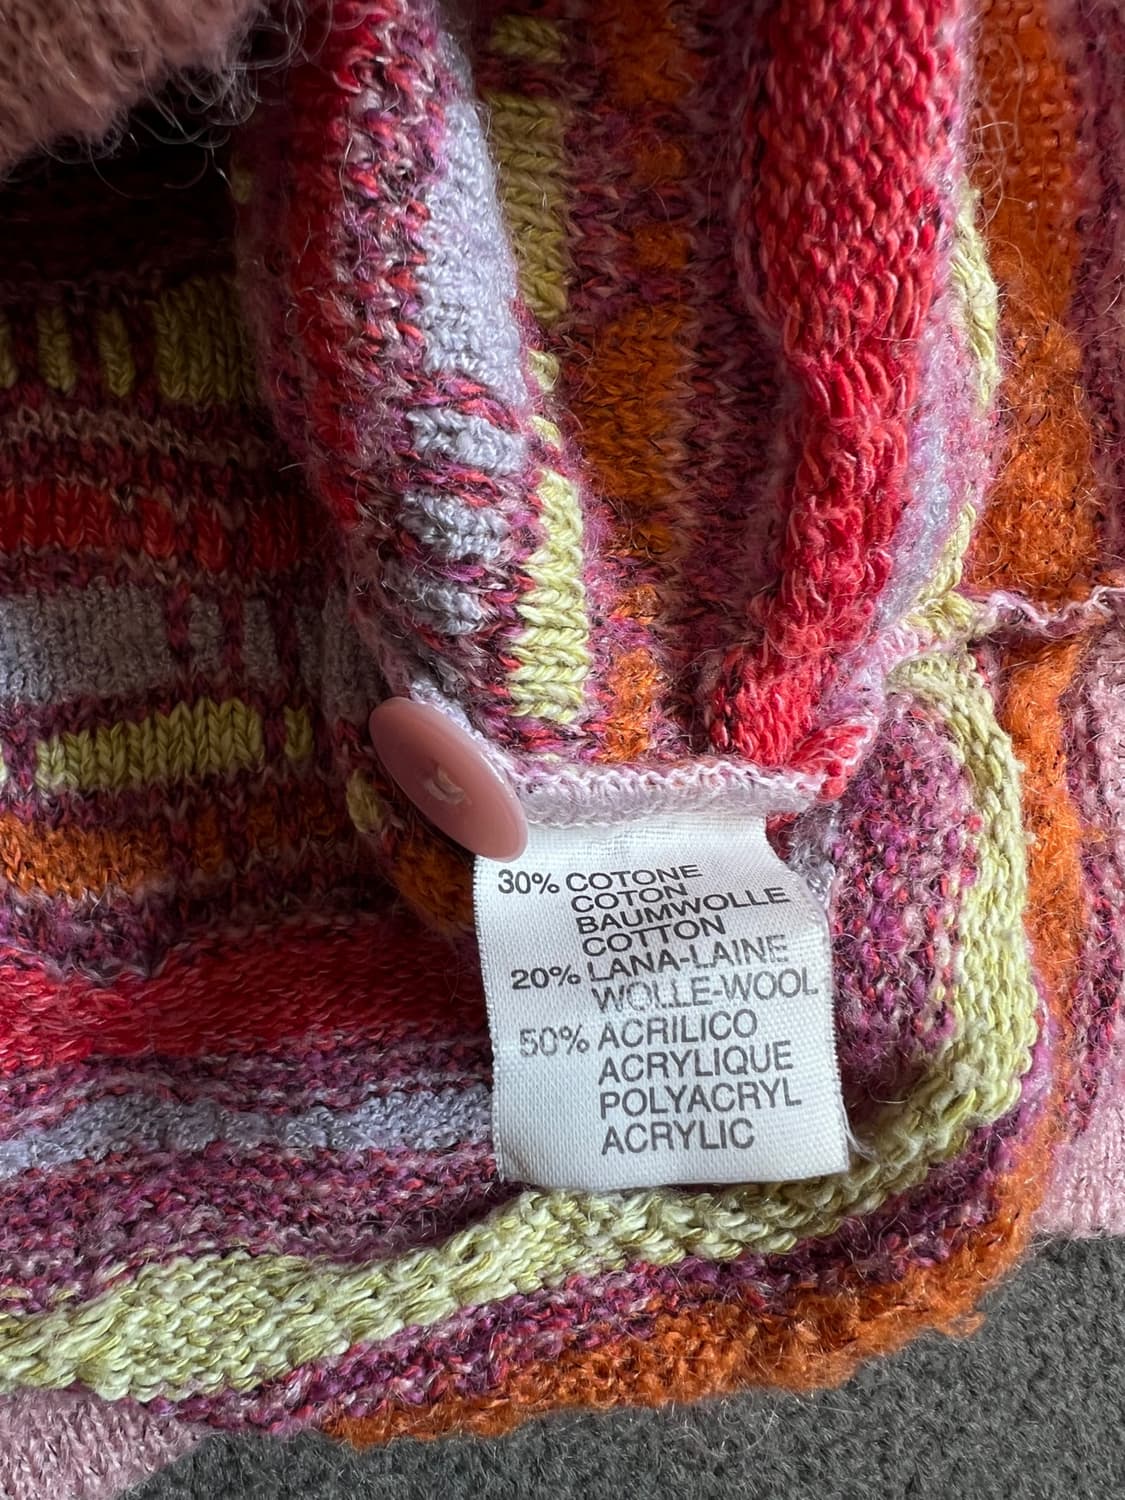 30% COTONE
COTON
BAUMWOLLE
COTTON
20% LANA-LAINE
WOLLE-WOOL
50% ACRILICO
ACRYLIQUE
POLYACRYL
ACRYLIC